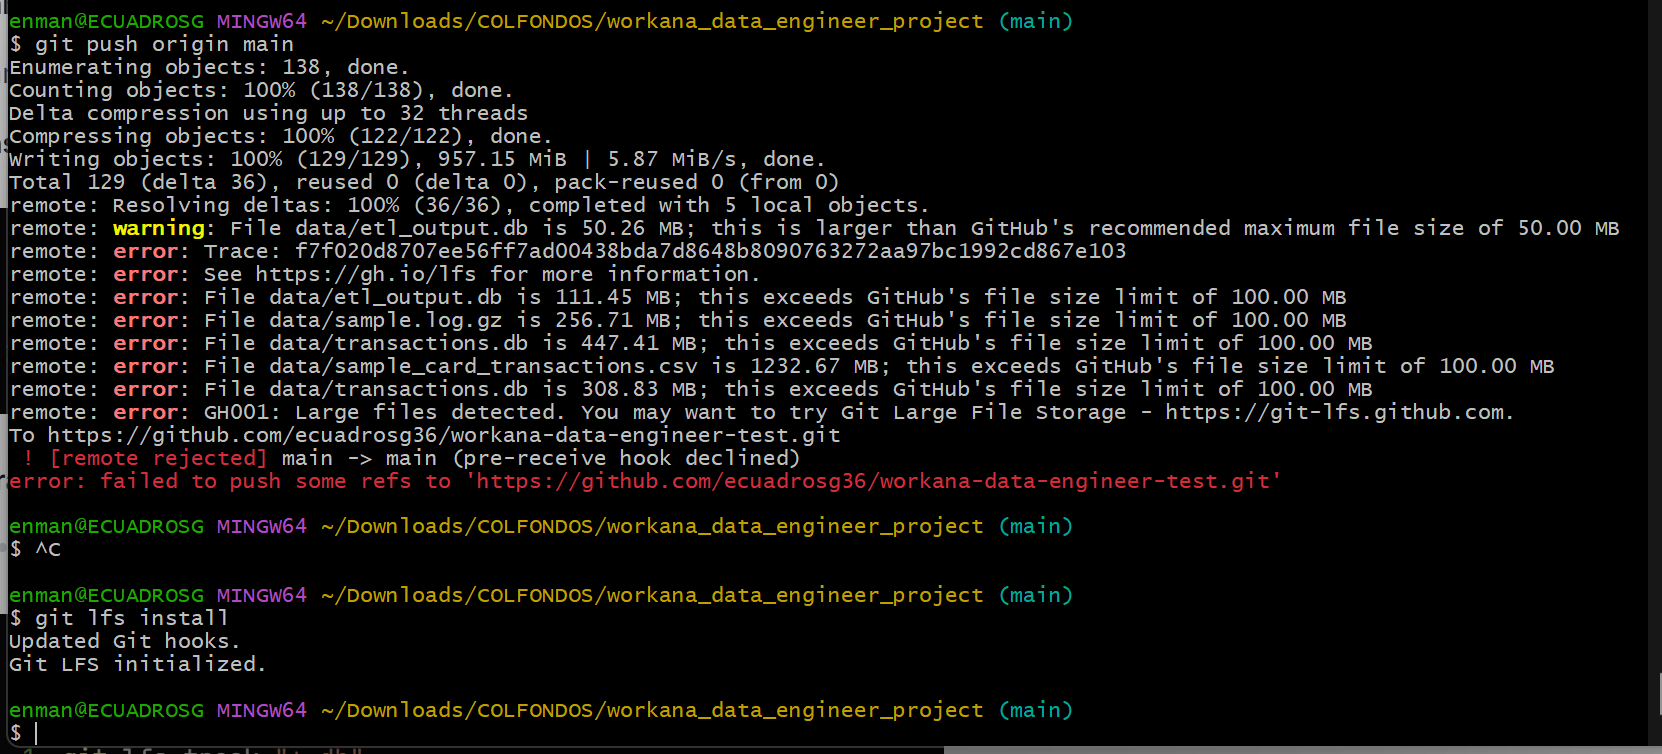 enman@ECUADROSG MINGW64 ~/Downloads/COLFONDOS/workana_data_engineer_project (main)
$ git push origin main
Enumerating objects: 138, done.
Counting objects: 100% (138/138), done.
Delta compression using up to 32 threads
Compressing objects: 100% (122/122), done.
Writing objects: 100% (129/129), 957.15 MiB | 5.87 MiB/s, done.
Total 129 (delta 36), reused 0 (delta 0), pack-reused 0 (from 0)
remote: Resolving deltas: 100% (36/36), completed with 5 local objects.
remote: warning: File data/etl_output.db is 50.26 MB; this is larger than GitHub's recommended maximum file size of 50.00 MB
remote: error: Trace: f7f020d8707ee56ff7ad00438bda7d8648b8090763272aa97bc1992cd867e103
remote: error: See https://gh.io/lfs for more information.
remote: error: File data/etl_output.db is 111.45 MB; this exceeds GitHub's file size limit of 100.00 MB
remote: error: File data/sample.log.gz is 256.71 MB; this exceeds GitHub's file size limit of 100.00 MB
remote: error: File data/transactions.db is 447.41 MB; this exceeds GitHub's file size limit of 100.00 MB
remote: error: File data/sample_card_transactions.csv is 1232.67 MB; this exceeds GitHub's file size limit of 100.00 MB
remote: error: File data/transactions.db is 308.83 MB; this exceeds GitHub's file size limit of 100.00 MB
remote: error: GH001: Large files detected. You may want to try Git Large File Storage - https://git-lfs.github.com.
To https://github.com/ecuadrosg36/workana-data-engineer-test.git
 ! [remote rejected] main -> main (pre-receive hook declined)
error: failed to push some refs to 'https://github.com/ecuadrosg36/workana-data-engineer-test.git'
enman@ECUADROSG MINGW64 ~/Downloads/COLFONDOS/workana_data_engineer_project (main)
$ ^C
enman@ECUADROSG MINGW64 ~/Downloads/COLFONDOS/workana_data_engineer_project (main)
$ git lfs install
Updated Git hooks.
Git LFS initialized.
enman@ECUADROSG MINGW64 ~/Downloads/COLFONDOS/workana_data_engineer_project (main)
$